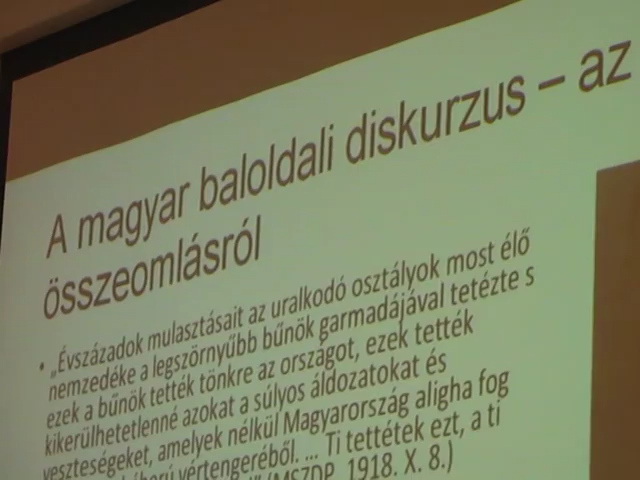 A magyar baloldali diskurzus – az
összeomlásról
• „Évszázadok mulasztásait az uralkodó osztályok most élő
nemzedéke a legszörnyűbb bűnök garmadájával tetézte s
ezek a bűnök tették tönkre az országot, ezek tették
kikerülhetetlenné azokat a súlyos áldozatokat és
veszteségeket, amelyek nélkül Magyarország aligha fog
vértengeréből. ... Ti tettétek ezt, a ti
(MSZDP, 1918. X. 8.)